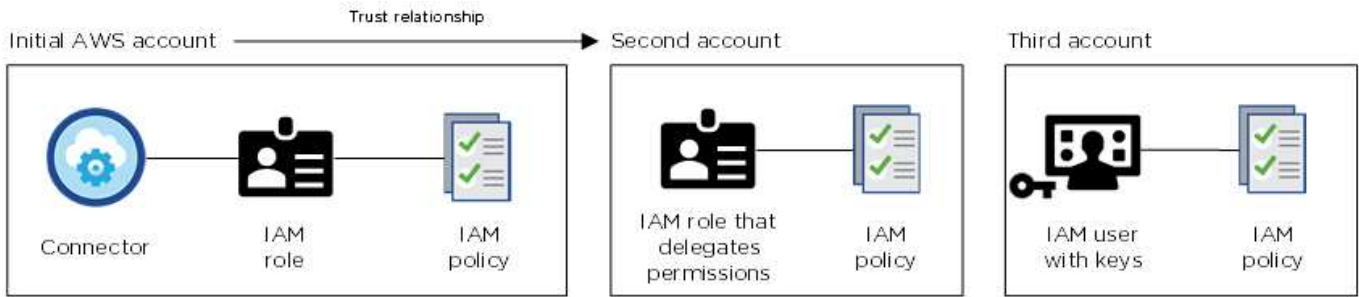 Trust relationship
Initial AWS account
Second account
Third account
Connector
IAM
role
IAM
policy
IAM role that
delegates
permissions
IAM
policy
IAM user
with keys
IAM
policy